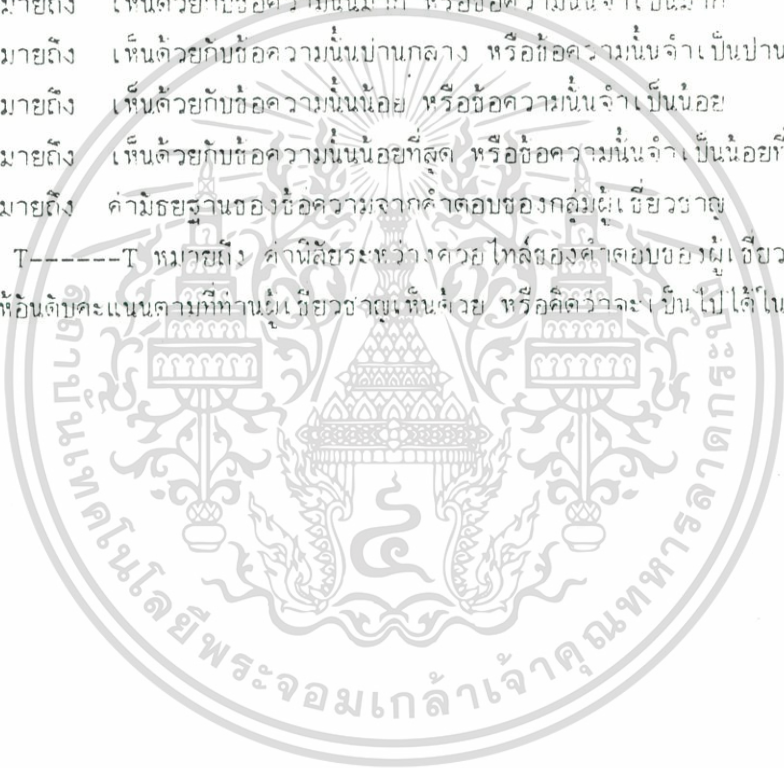 มายถึง เห็นด้วยกับข้อความนั้นมาก หรือข้อความนั้นจำเป็นมาก
มายถึง เห็นด้วยกับข้อความนั้นปานกลาง หรือข้อความนั้นจำเป็นปาน
มายถึง เห็นด้วยกับข้อความนั้นน้อย หรือข้อความนั้นจำเป็นน้อย
มายถึง เห็นด้วยกับข้อความนั้นน้อยที่สุด หรือข้อความนั้นจำเป็นน้อยที
มายถึง ค่ามัธยฐานของข้อความจากคำตอบของกลุ่มผู้เชี่ยวชาญ
T------T หมายถึง ค่าพิสัยระหว่างควอไทล์ของคำตอบของผู้เชี่ยว
ห้อันดับคะแนนตามที่ท่านผู้เชี่ยวชาญเห็นด้วย หรือคิดว่าจะเป็นไปได้ใน
สถาบันเทคโนโลยีพระจอมเกล้าเจ้าคุณทหารลาดกระบัง